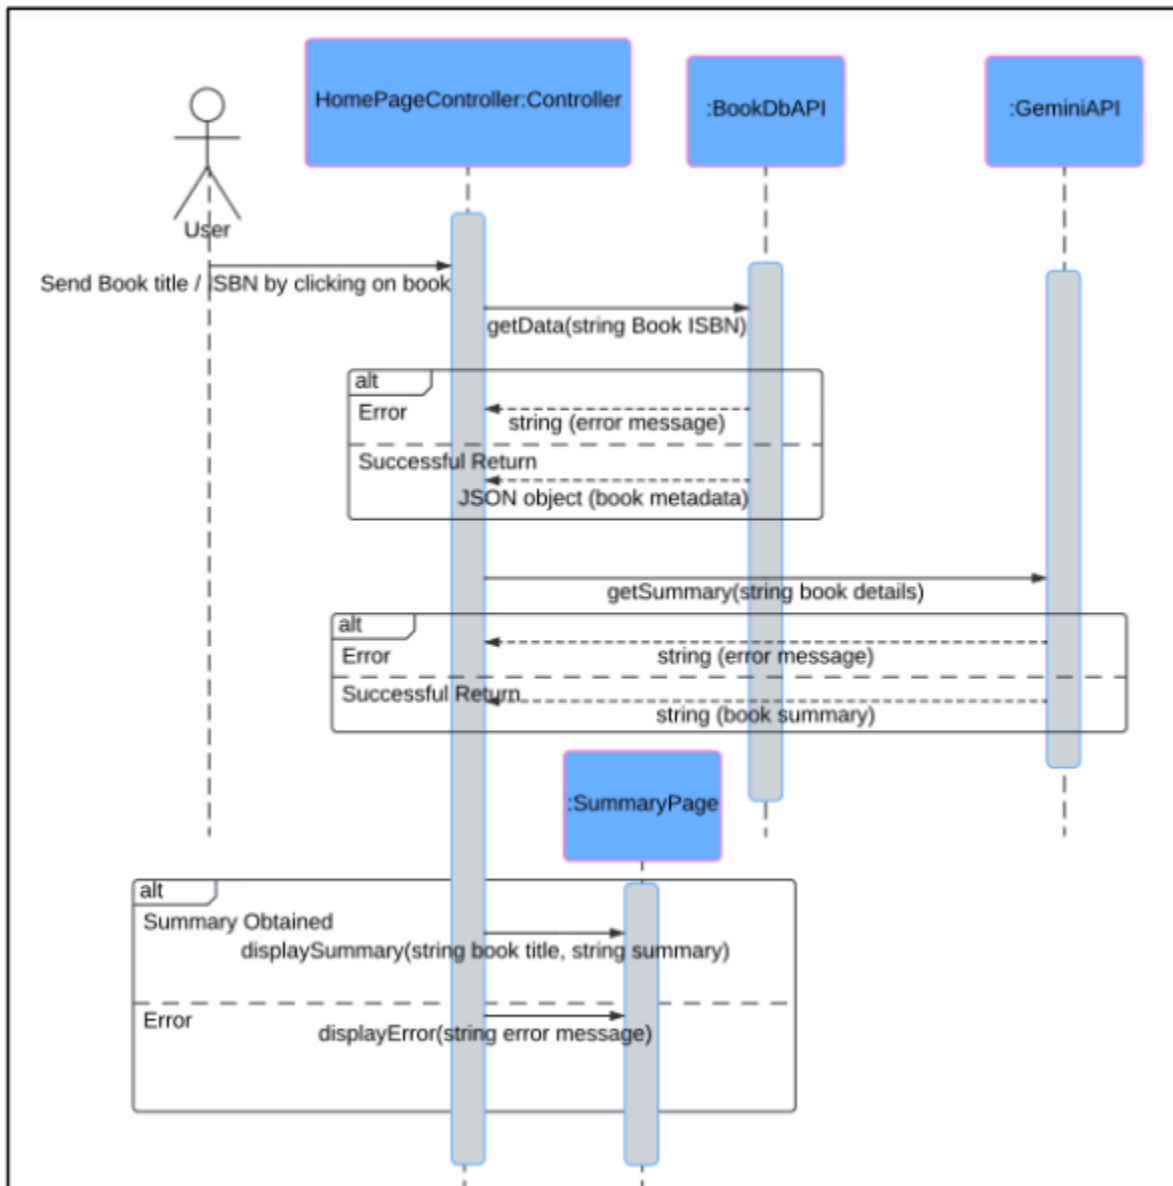 HomePageController:Controller
:BookDbAPI
:GeminiAPI
User
Send Book title / ISBN by clicking on book
getData(string Book ISBN)
alt
Error
string (error message)
Successful Return
JSON object (book metadata)
getSummary(string book details)
alt
Error
string (error message)
Successful Return
string (book summary)
:SummaryPage
alt
Summary Obtained
displaySummary(string book title, string summary)
Error
displayError(string error message)